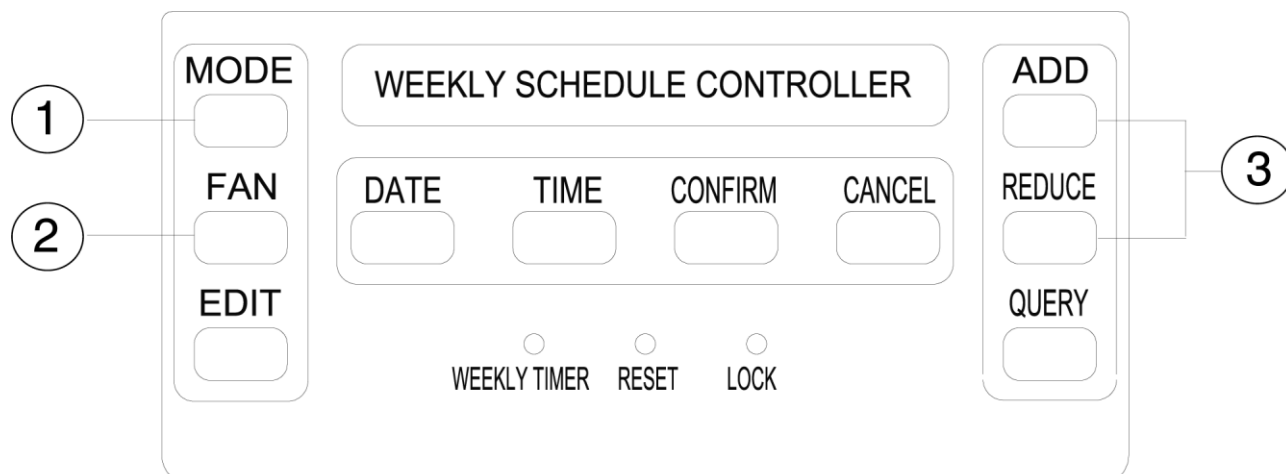 MODE
WEEKLY SCHEDULE CONTROLLER
ADD
1
FAN
DATE
TIME
CONFIRM
CANCEL
REDUCE
3
2
EDIT
QUERY
WEEKLY TIMER
RESET
LOCK